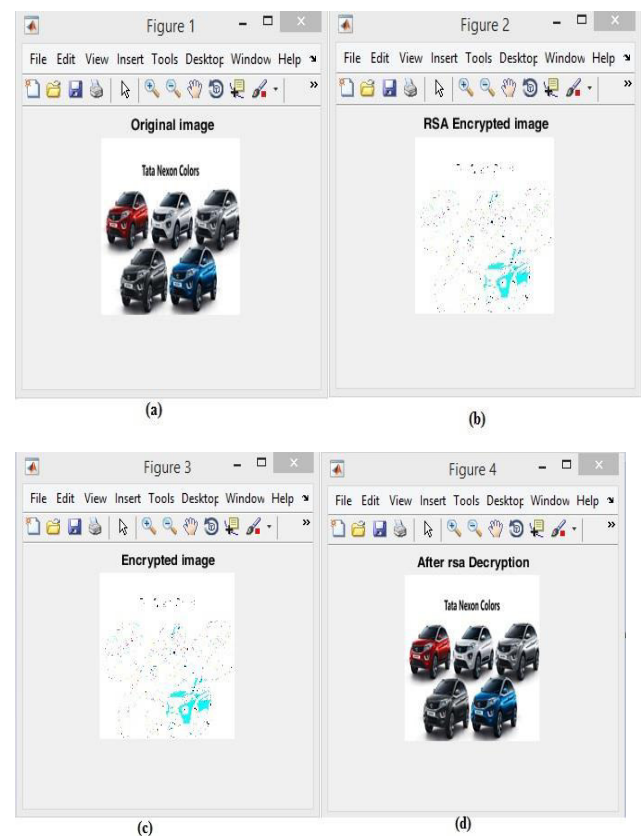 Figure 1
File Edit View Insert Tools Desktop Window Help
Original image
Tata Nexon Colors
(a)
Figure 2
File Edit View Insert Tools Desktop Window Help
RSA Encrypted image
(b)
Figure 3
File Edit View Insert Tools Desktop Window Help
Encrypted image
(c)
Figure 4
File Edit View Insert Tools Desktop Window Help
After rsa Decryption
Tata Nexon Colors
(d)